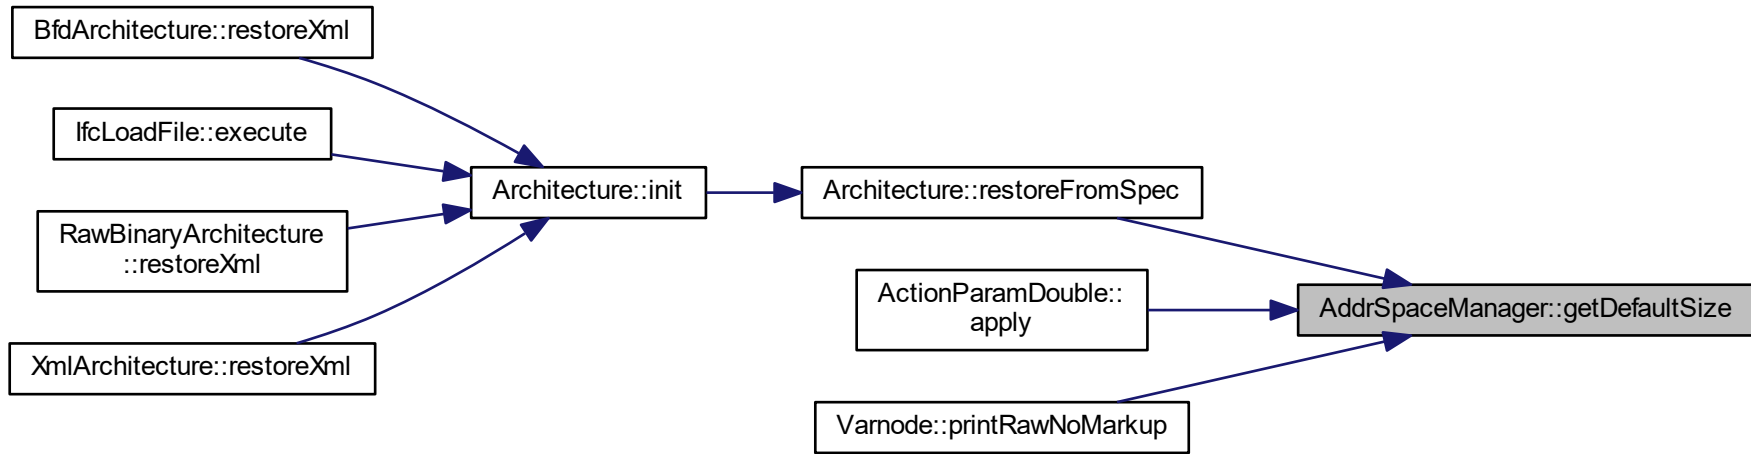 BfdArchitecture::restoreXml
IfcLoadFile::execute
RawBinaryArchitecture
::restoreXml
XmlArchitecture::restoreXml
Architecture::init
Architecture::restoreFromSpec
ActionParamDouble::
apply
Varnode::printRawNoMarkup
AddrSpaceManager::getDefaultSize